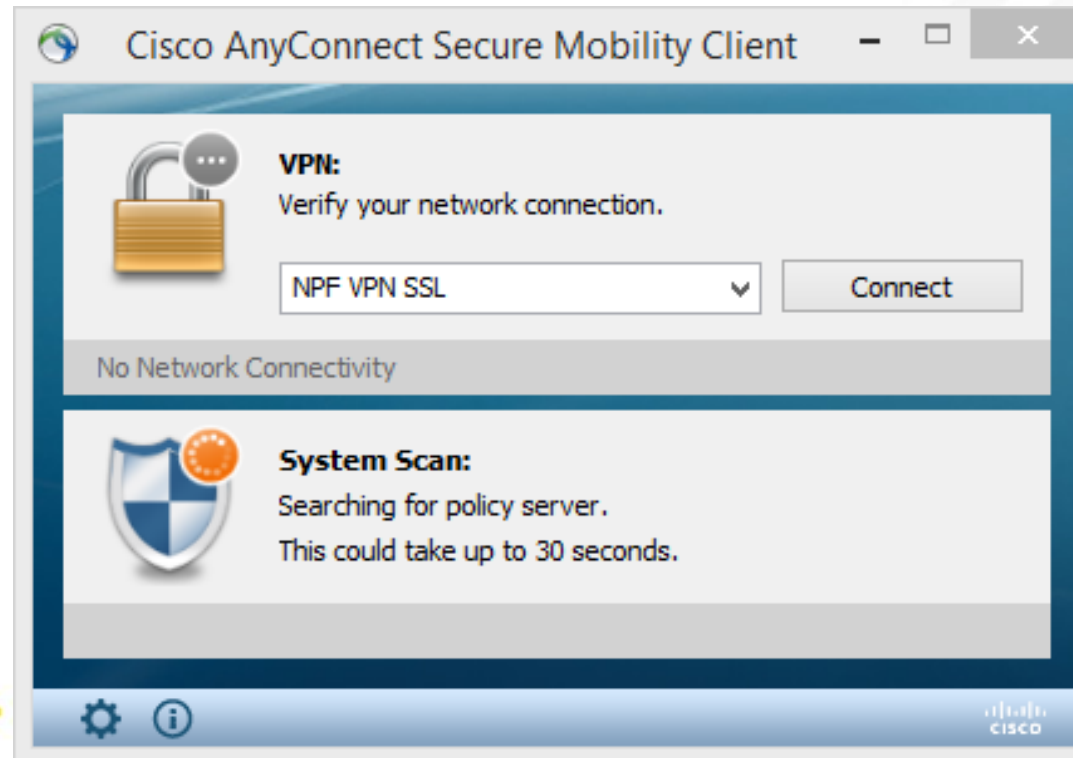 Cisco AnyConnect Secure Mobility Client
VPN:
Verify your network connection.
NPF VPN SSL
Connect
No Network Connectivity
System Scan:
Searching for policy server.
This could take up to 30 seconds.
CISCO